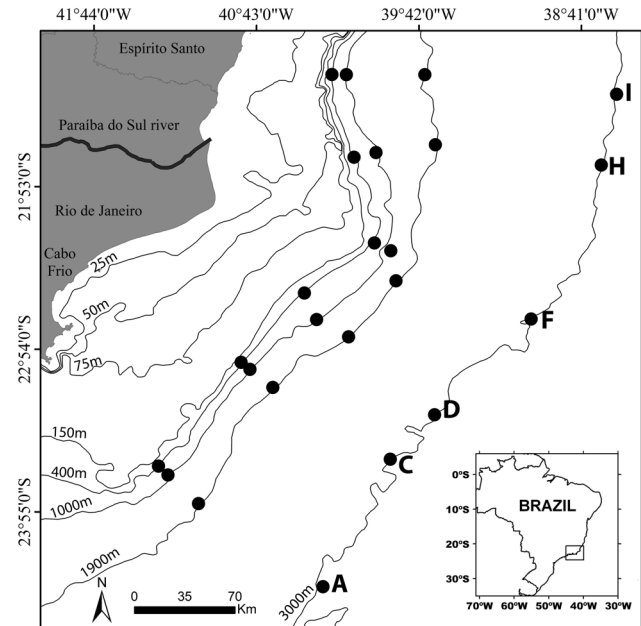 41°44'0"W 40°43'0"W 39°42'0"W 38°41'0"W
Espírito Santo
I
Paraíba do Sul river
H
21°53'0"S
Rio de Janeiro
Cabo
Frio
25m
50m
F
22°54'0"S
75m
D
150m
C
400m
0°S
1000m
BRAZIL
10°S
23°55'0"S
20°S
1900m
A
30°S
N
0 35 70
Km
3000m
70°W 60°W 50°W 40°W